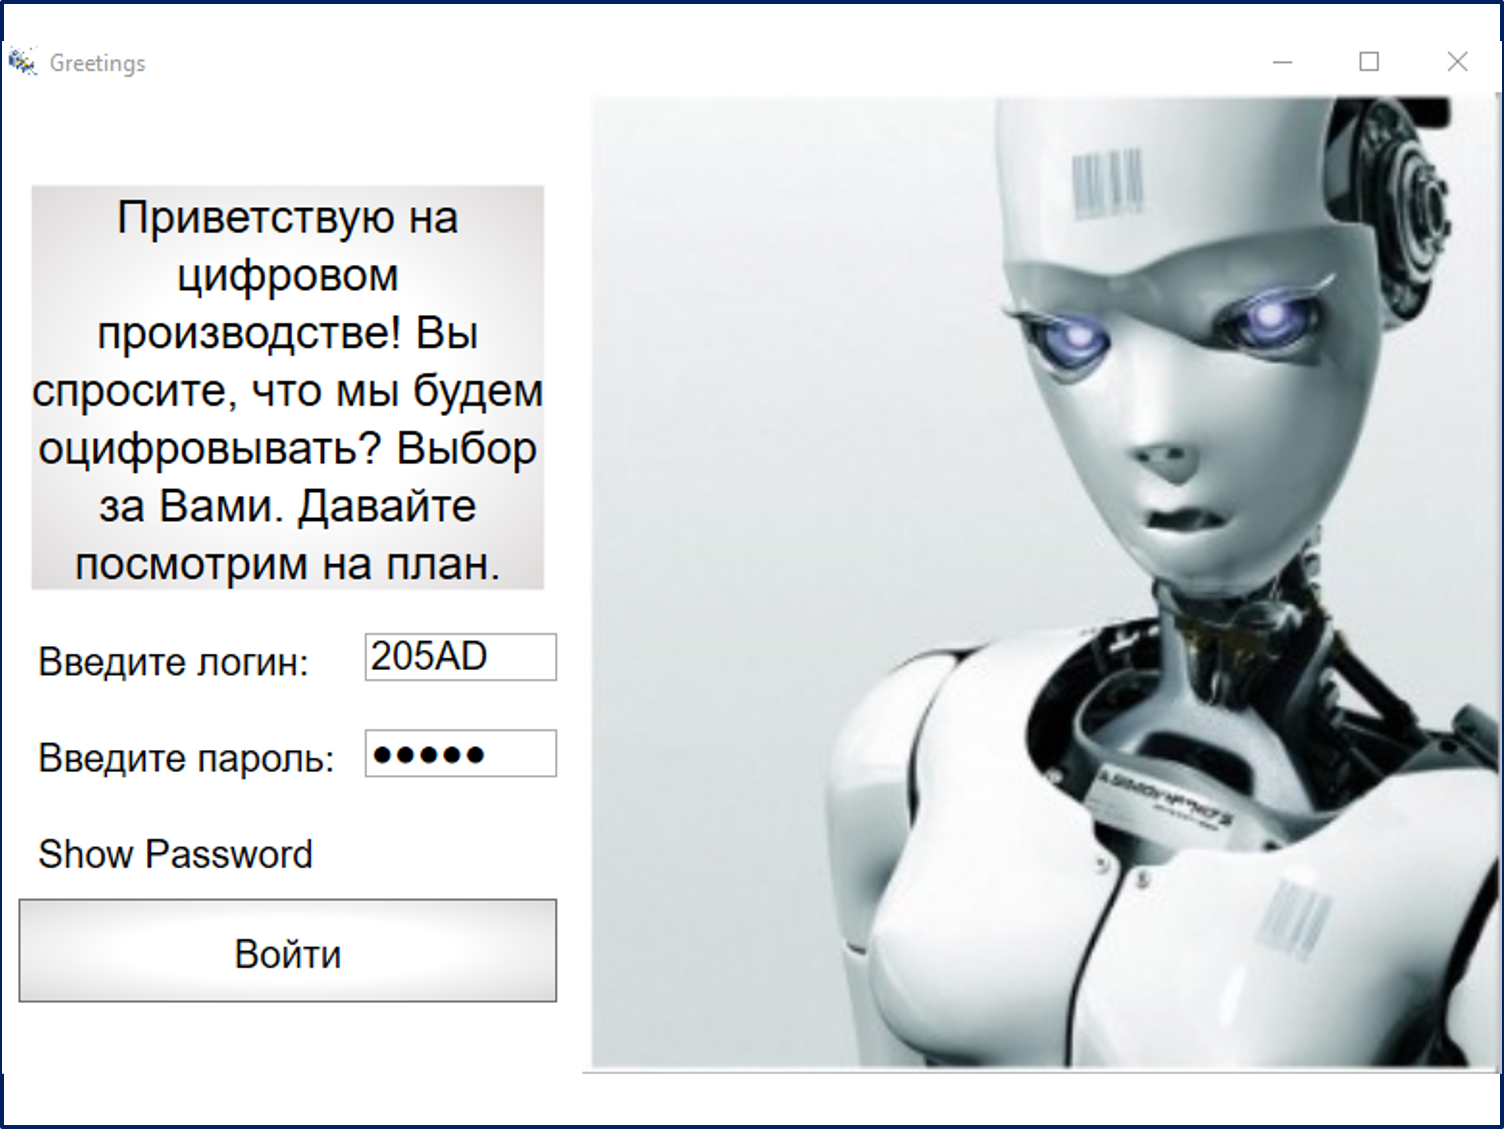 Greetings
Приветствую на
цифровом
производстве! Вы
спросите, что мы будем
оцифровывать? Выбор
за Вами. Давайте
посмотрим на план.
Введите логин: 205AD
Введите пароль: ●●●●●
Show Password
Войти